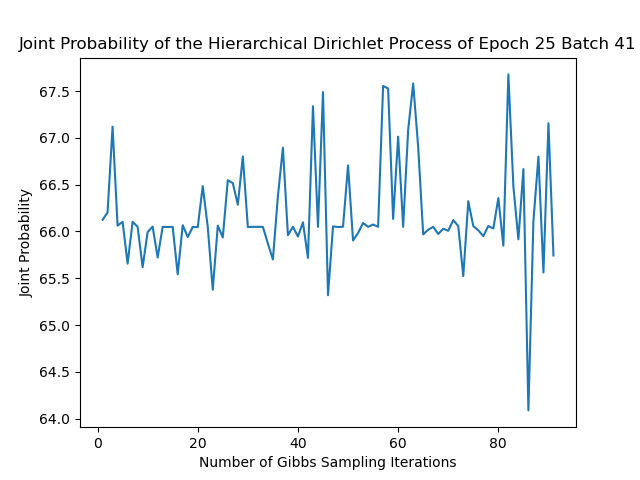 Joint Probability of the Hierarchical Dirichlet Process of Epoch 25 Batch 41
Joint Probability
67.5
67.0
66.5
66.0
65.5
65.0
64.5
64.0
0 20 40 60 80
Number of Gibbs Sampling Iterations